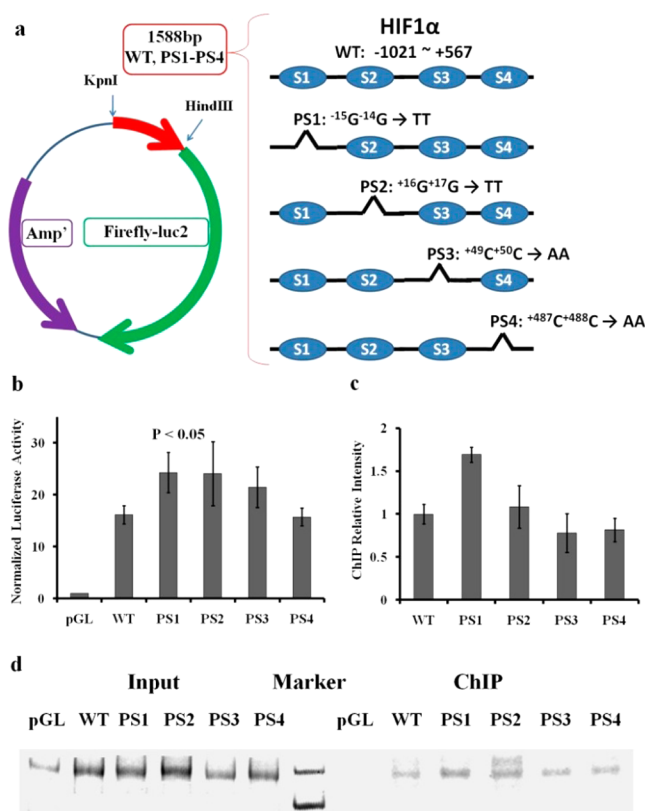 a
1588bp
WT, PS1-PS4
KpnI
HindIII
Amp'
Firefly-luc2
HIF1α
WT: -1021 ~ +567
S1 S2 S3 S4
PS1: ⁻¹⁵G⁻¹⁴G → TT
S2 S3 S4
PS2: ⁺¹⁶G⁺¹⁷G → TT
S1 S3 S4
PS3: ⁺⁴⁹C⁺⁵⁰C → AA
S1 S2 S4
PS4: ⁺⁴⁸⁷C⁺⁴⁸⁸C → AA
S1 S2 S3
b
Normalized Luciferase Activity
30
20
10
0
P < 0.05
pGL WT PS1 PS2 PS3 PS4
c
ChIP Relative Intensity
2
1.5
1
0.5
0
WT PS1 PS2 PS3 PS4
d
Input Marker ChIP
pGL WT PS1 PS2 PS3 PS4 pGL WT PS1 PS2 PS3 PS4